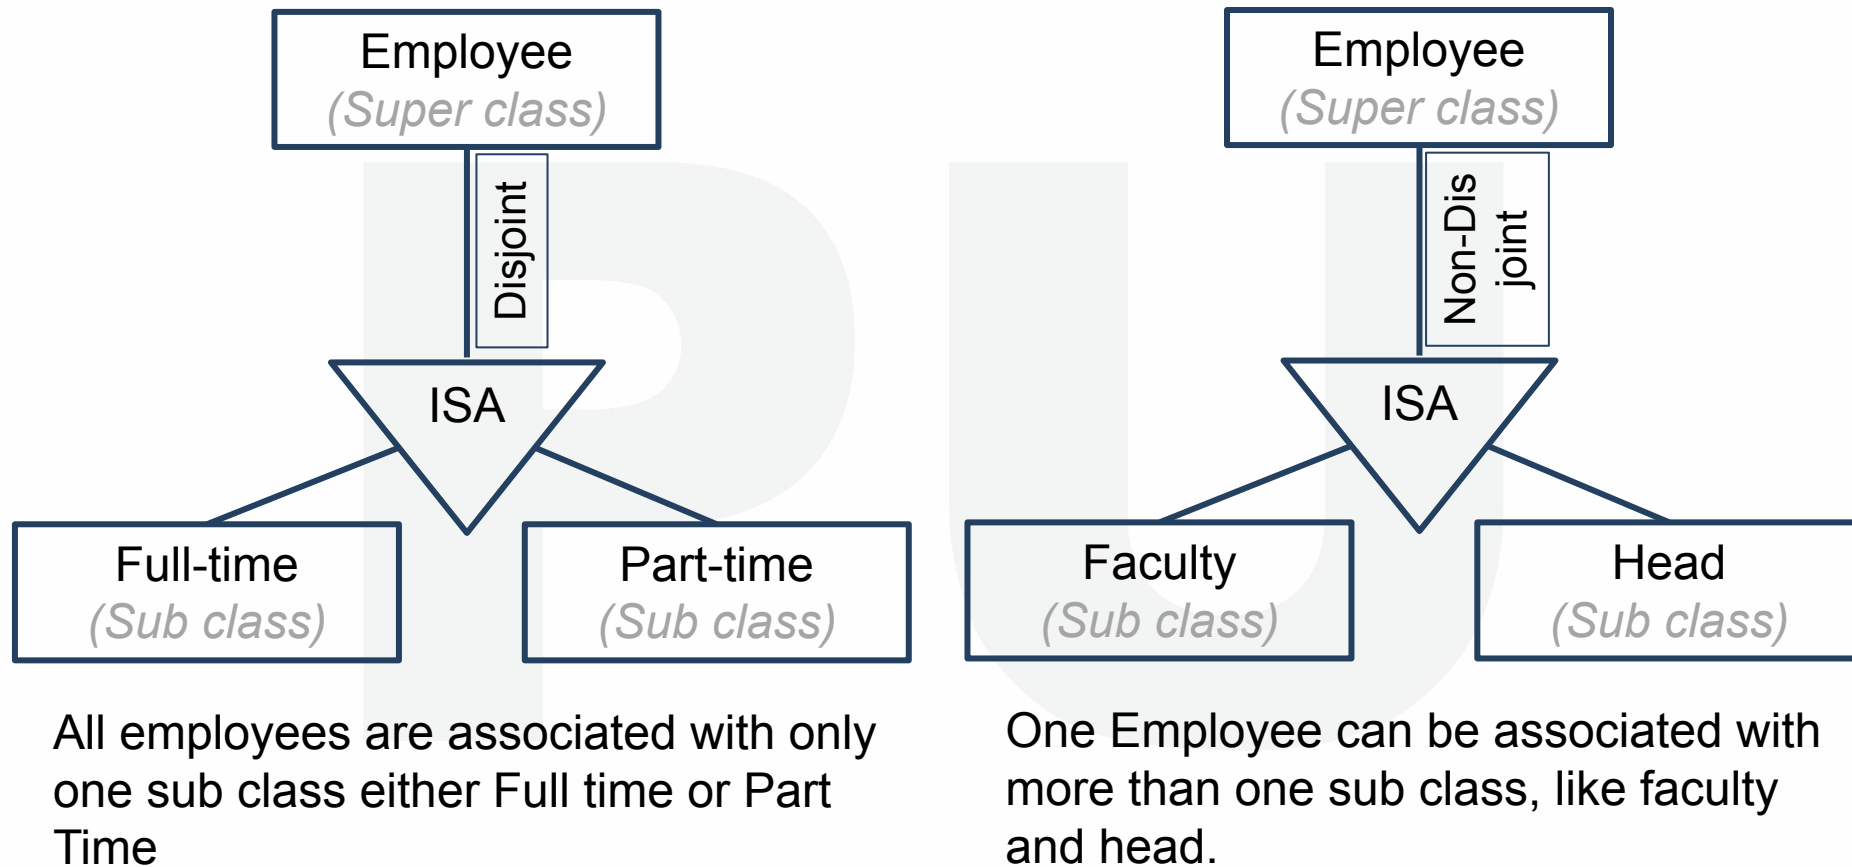 Employee
(Super class)
Disjoint
ISA
Full-time
(Sub class)
Part-time
(Sub class)
All employees are associated with only
one sub class either Full time or Part
Time
Employee
(Super class)
Non-Dis
joint
ISA
Faculty
(Sub class)
Head
(Sub class)
One Employee can be associated with
more than one sub class, like faculty
and head.
PU